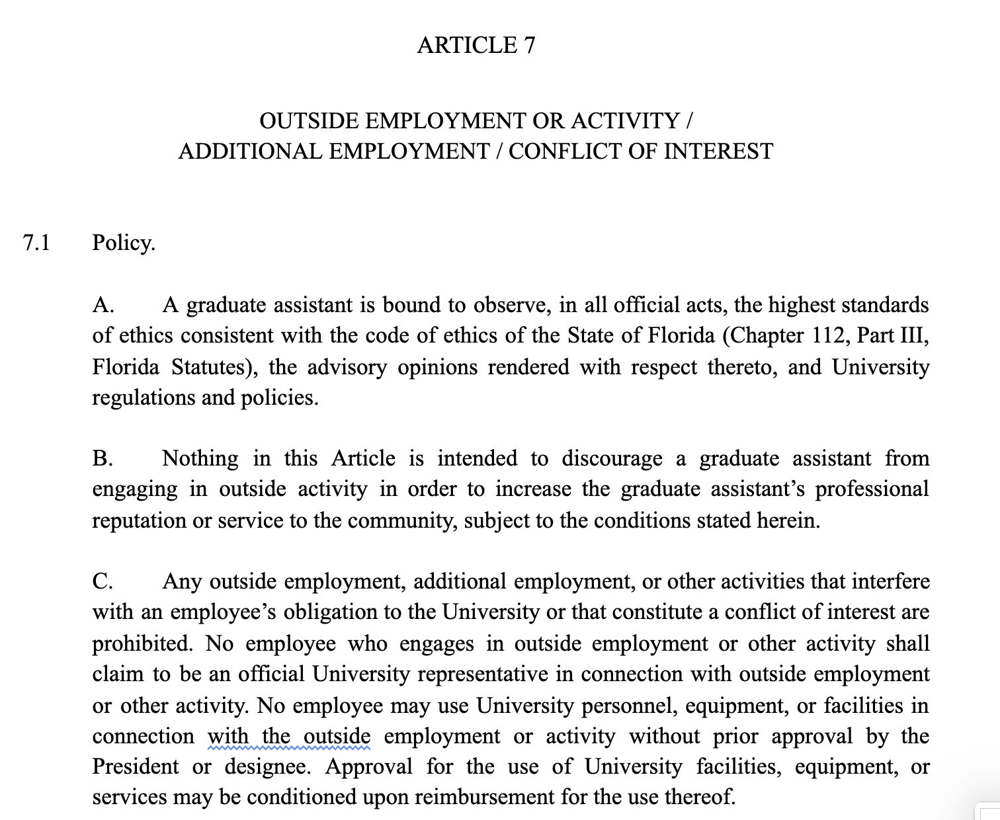 ARTICLE 7
OUTSIDE EMPLOYMENT OR ACTIVITY /
ADDITIONAL EMPLOYMENT / CONFLICT OF INTEREST
7.1 Policy.
A. A graduate assistant is bound to observe, in all official acts, the highest standards
of ethics consistent with the code of ethics of the State of Florida (Chapter 112, Part III,
Florida Statutes), the advisory opinions rendered with respect thereto, and University
regulations and policies.
B. Nothing in this Article is intended to discourage a graduate assistant from
engaging in outside activity in order to increase the graduate assistant’s professional
reputation or service to the community, subject to the conditions stated herein.
C. Any outside employment, additional employment, or other activities that interfere
with an employee’s obligation to the University or that constitute a conflict of interest are
prohibited. No employee who engages in outside employment or other activity shall
claim to be an official University representative in connection with outside employment
or other activity. No employee may use University personnel, equipment, or facilities in
connection with the outside employment or activity without prior approval by the
President or designee. Approval for the use of University facilities, equipment, or
services may be conditioned upon reimbursement for the use thereof.